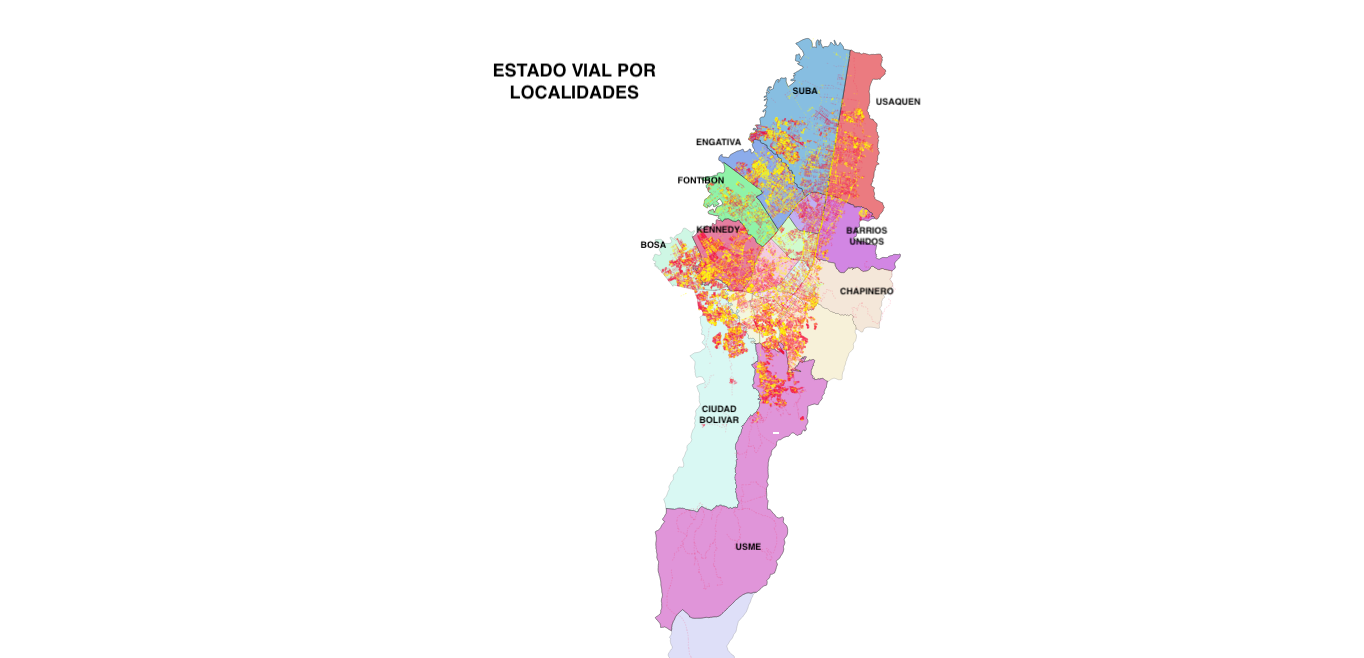 ESTADO VIAL POR
LOCALIDADES
SUBA
USAQUEN
ENGATIVA
FONTIBON
KENNEDY
BARRIOS
UNIDOS
BOSA
CHAPINERO
CIUDAD
BOLIVAR
USME